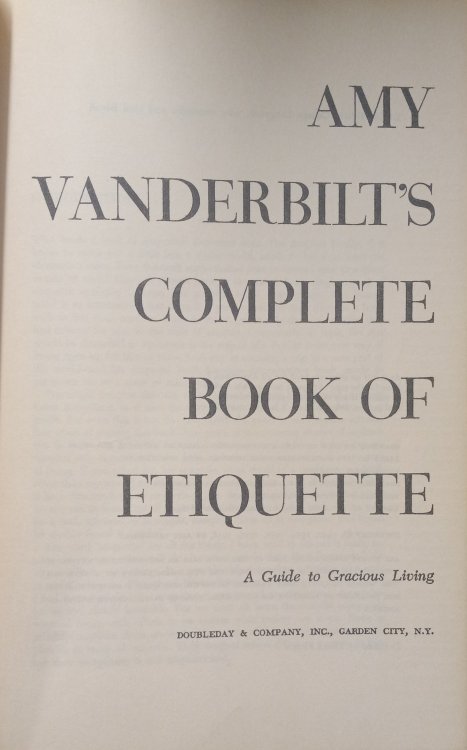 AMY
VANDERBILT'S
COMPLETE
BOOK OF
ETIQUETTE
A Guide to Gracious Living
DOUBLEDAY & COMPANY, INC., GARDEN CITY, N.Y.